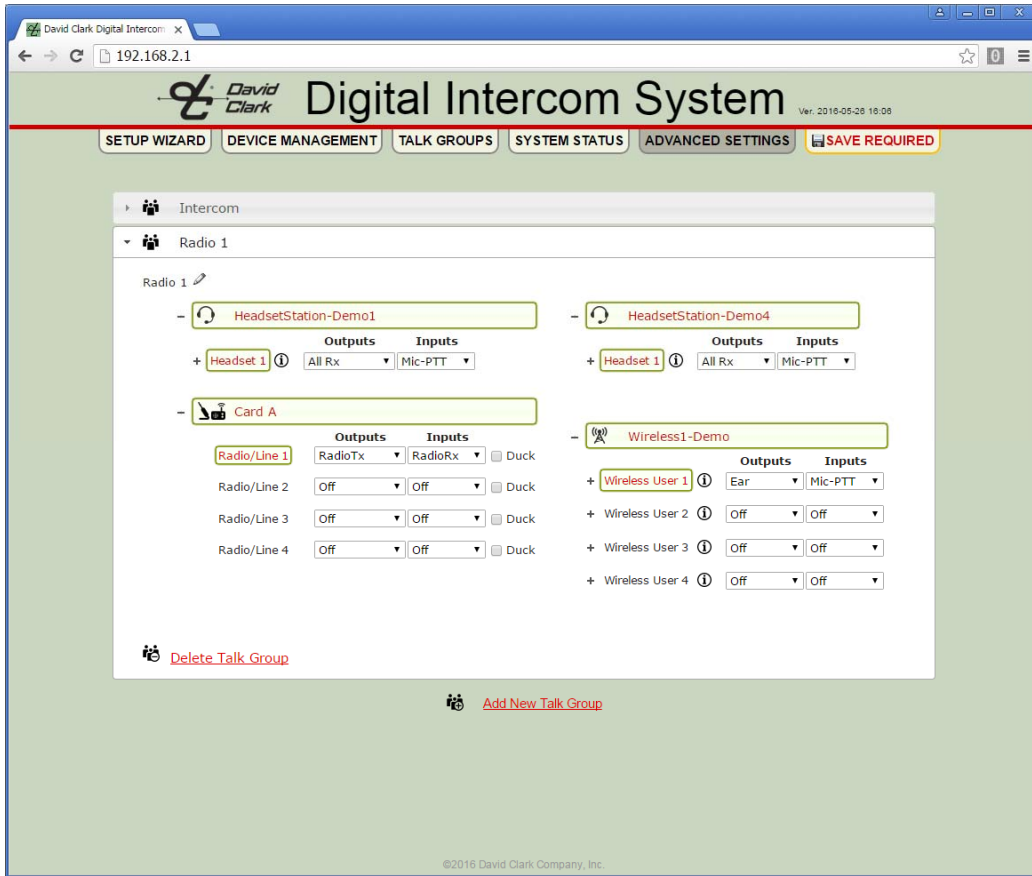 David Clark Digital Intercom
192.168.2.1
0
David Clark
Digital Intercom System
Ver. 2016-05-26 16:06
SETUP WIZARD
DEVICE MANAGEMENT
TALK GROUPS
SYSTEM STATUS
ADVANCED SETTINGS
SAVE REQUIRED
Intercom
Radio 1
Radio 1
HeadsetStation-Demo1
Outputs Inputs
+ Headset 1 All Rx Mic-PTT
Card A
Outputs Inputs
Radio/Line 1 RadioTx RadioRx Duck
Radio/Line 2 Off Off Duck
Radio/Line 3 Off Off Duck
Radio/Line 4 Off Off Duck
HeadsetStation-Demo4
Outputs Inputs
+ Headset 1 All Rx Mic-PTT
Wireless1-Demo
Outputs Inputs
+ Wireless User 1 Ear Mic-PTT
+ Wireless User 2 Off Off
+ Wireless User 3 Off Off
+ Wireless User 4 Off Off
Delete Talk Group
Add New Talk Group
©2016 David Clark Company, Inc.